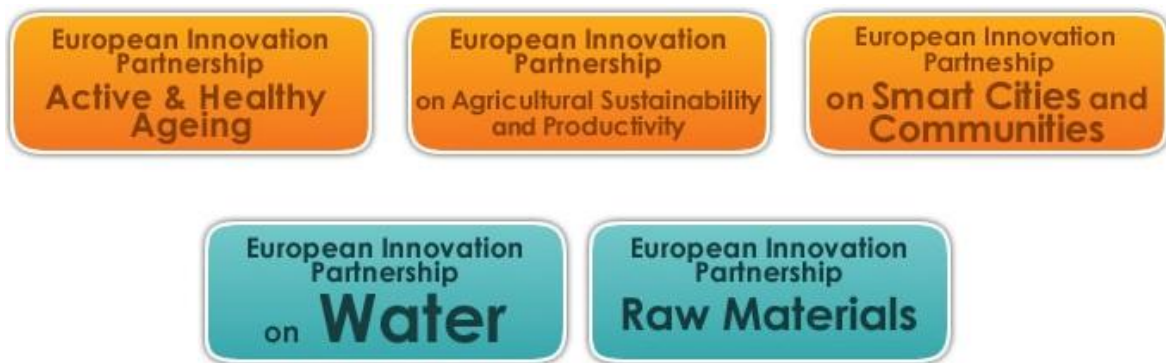 European Innovation
Partnership
Active & Healthy
Ageing
European Innovation
Partnership
on Agricultural Sustainability
and Productivity
European Innovation
Partneship
on Smart Cities and
Communities
European Innovation
Partnership
on Water
European Innovation
Partnership
Raw Materials